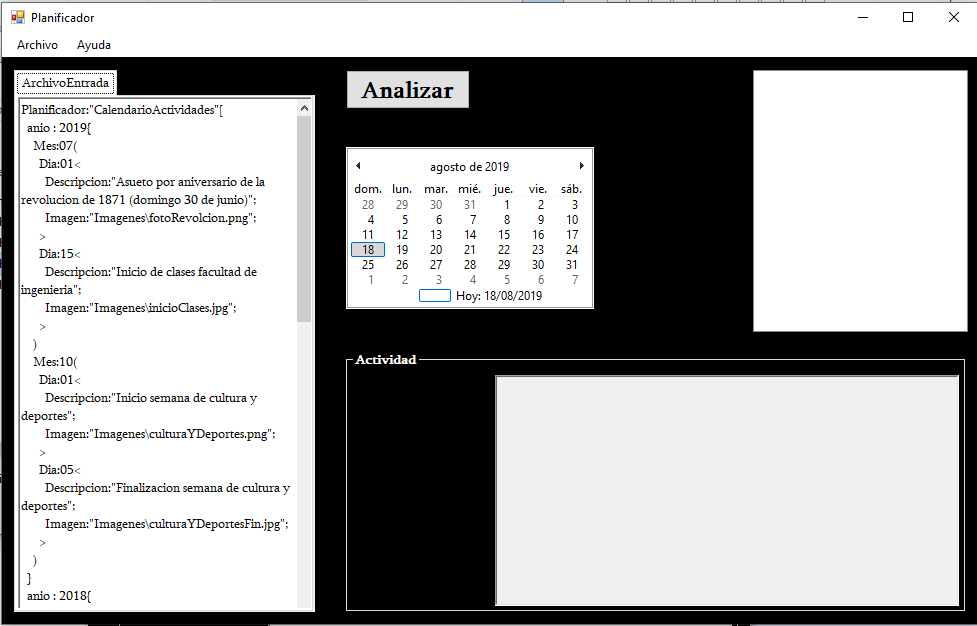 Planificador
Archivo Ayuda
ArchivoEntrada
Planificador:"CalendarioActividades"[
anio : 2019{
Mes:07(
Dia:01<
Descripcion:"Asueto por aniversario de la
revolucion de 1871 (domingo 30 de junio)";
Imagen:"Imagenes\fotoRevolcion.png";
>
Dia:15<
Descripcion:"Inicio de clases facultad de
ingenieria";
Imagen:"Imagenes\inicioClases.jpg";
>
)
Mes:10(
Dia:01<
Descripcion:"Inicio semana de cultura y
deportes";
Imagen:"Imagenes\culturaYDeportes.png";
>
Dia:05<
Descripcion:"Finalizacion semana de cultura y
deportes";
Imagen:"Imagenes\culturaYDeportesFin.jpg";
>
)
}
anio : 2018{
Analizar
agosto de 2019
dom. lun. mar. mié. jue. vie. sáb.
28 29 30 31 1 2 3
4 5 6 7 8 9 10
11 12 13 14 15 16 17
18 19 20 21 22 23 24
25 26 27 28 29 30 31
1 2 3 4 5 6 7
Hoy: 18/08/2019
Actividad